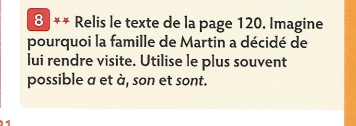 8 ** Relis le texte de la page 120. Imagine
pourquoi la famille de Martin a décidé de
lui rendre visite. Utilise le plus souvent
possible a et à, son et sont.